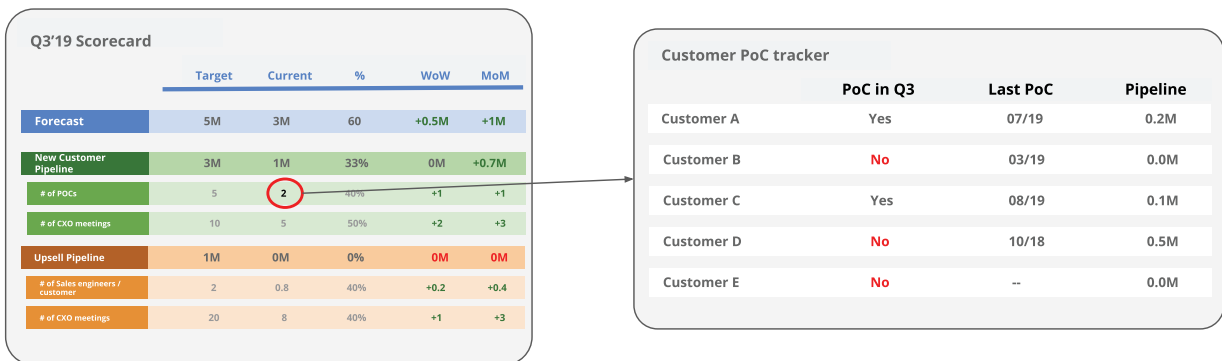 Q3'19 Scorecard
Target Current % WoW MoM
Forecast 5M 3M 60 +0.5M +1M
New Customer
Pipeline 3M 1M 33% 0M +0.7M
# of POCs 5 2 40% +1 +1
# of CXO meetings 10 5 50% +2 +3
Upsell Pipeline 1M 0M 0% 0M 0M
# of Sales engineers /
customer 2 0.8 40% +0.2 +0.4
# of CXO meetings 20 8 40% +1 +3
Customer PoC tracker
PoC in Q3 Last PoC Pipeline
Customer A Yes 07/19 0.2M
Customer B No 03/19 0.0M
Customer C Yes 08/19 0.1M
Customer D No 10/18 0.5M
Customer E No -- 0.0M